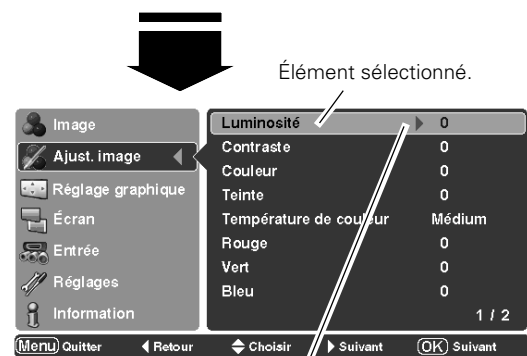 Élément sélectionné.
Image
Ajust. image
Réglage graphique
Écran
Entrée
Réglages
Information
Luminosité 0
Contraste 0
Couleur 0
Teinte 0
Température de couleur Médium
Rouge 0
Vert 0
Bleu 0
1 / 2
Menu Quitter Retour Choisir Suivant OK Suivant